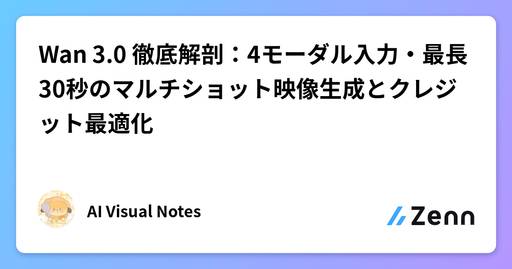 Wan 3.0 徹底解剖：4モーダル入力・最長
30秒のマルチショット映像生成とクレジ
ット最適化
AI Visual Notes
Zenn